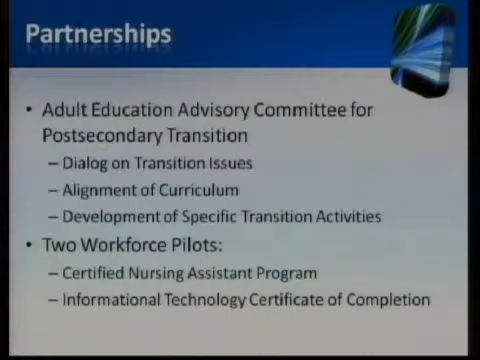 Partnerships
• Adult Education Advisory Committee for
Postsecondary Transition
– Dialog on Transition Issues
– Alignment of Curriculum
– Development of Specific Transition Activities
• Two Workforce Pilots:
– Certified Nursing Assistant Program
– Informational Technology Certificate of Completion